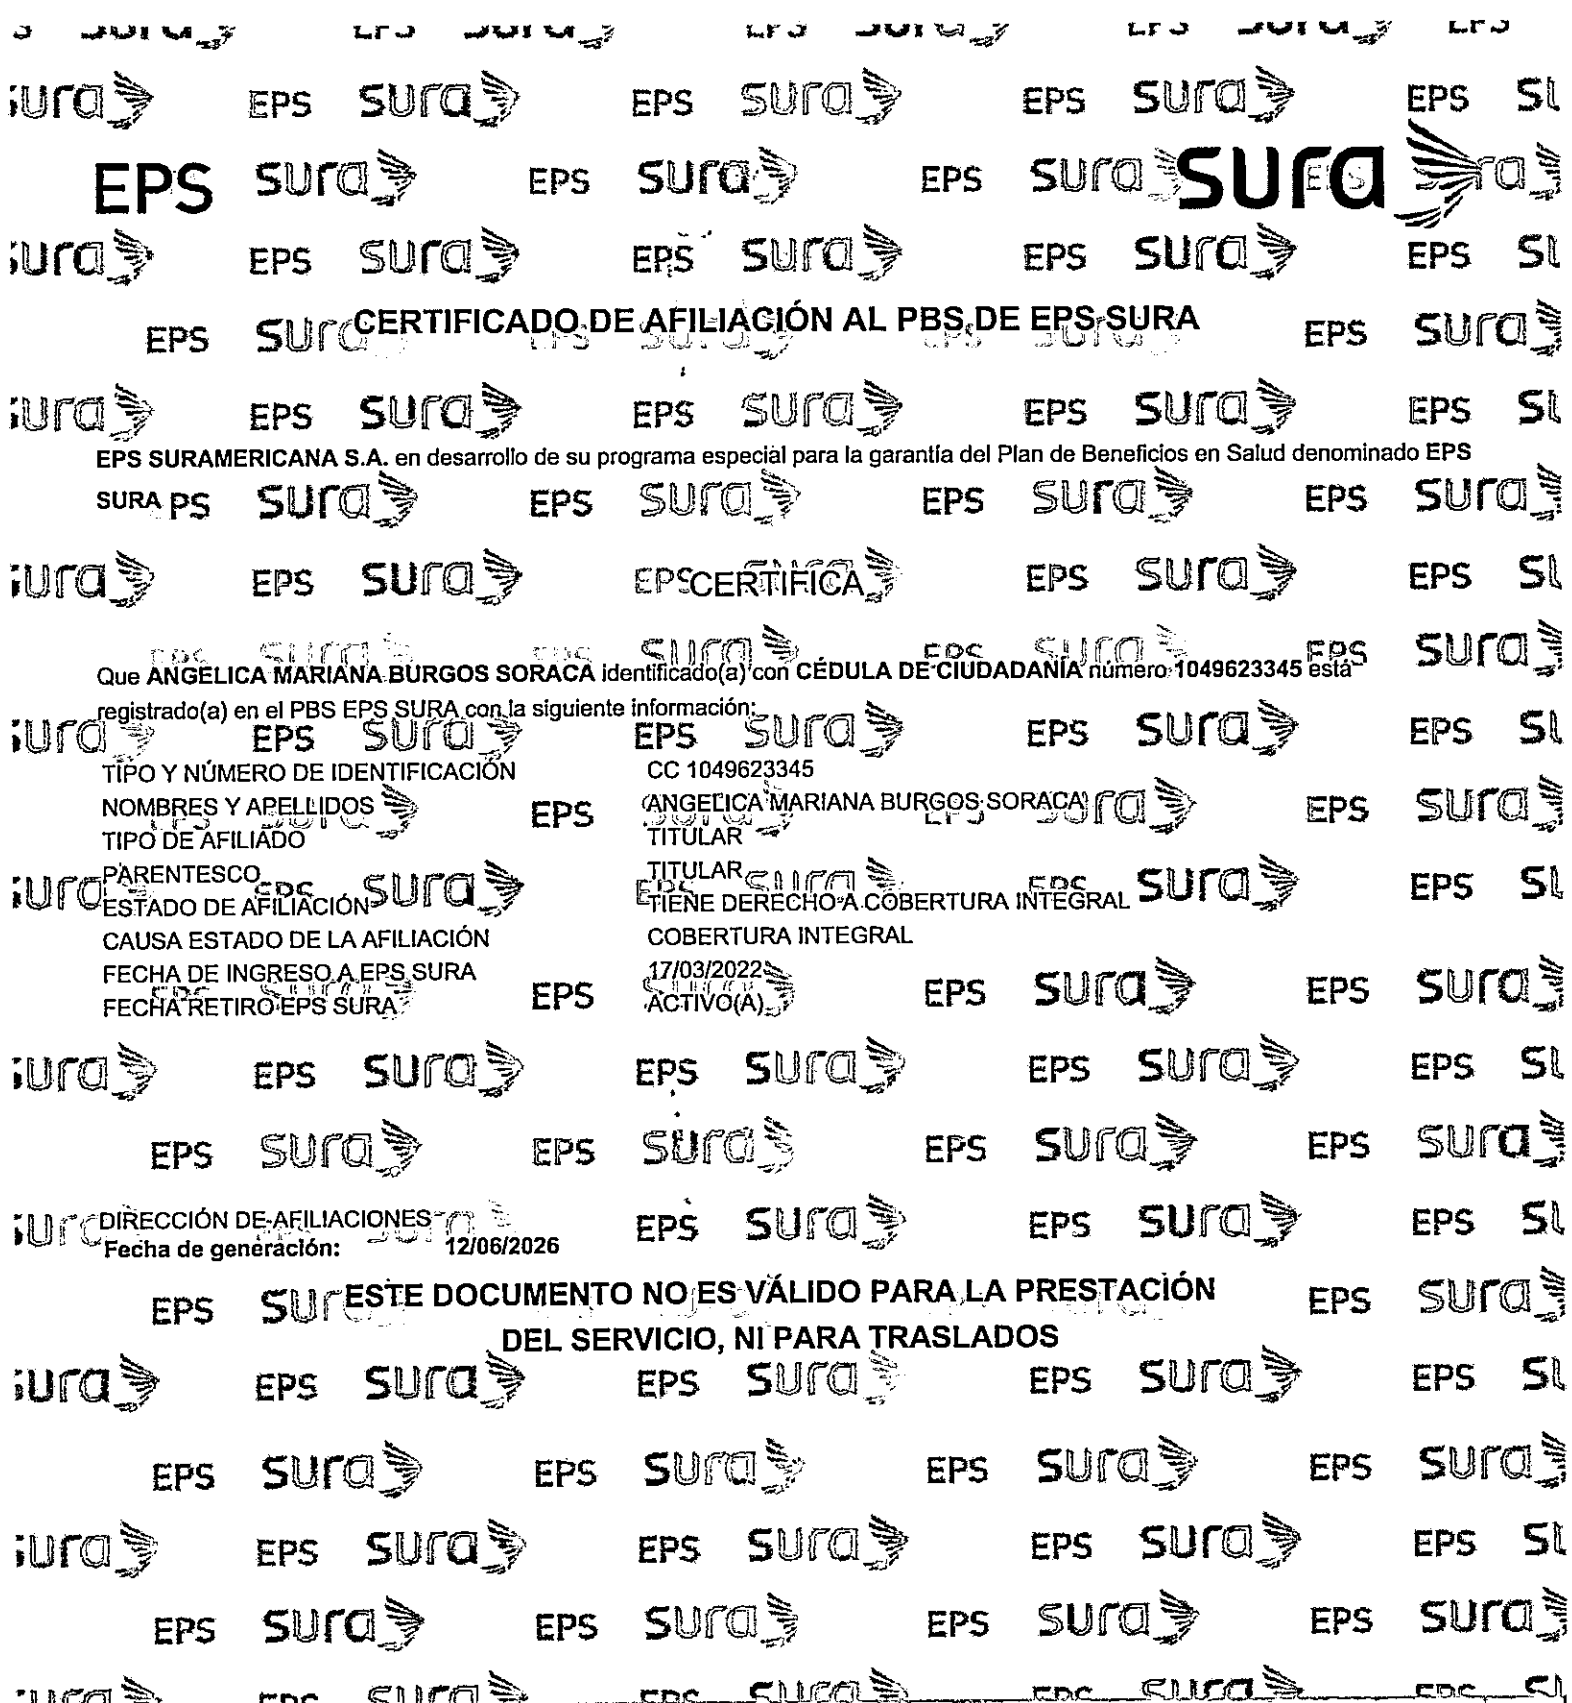 EPS sura
CERTIFICADO DE AFILIACIÓN AL PBS DE EPS SURA
EPS SURAMERICANA S.A. en desarrollo de su programa especial para la garantía del Plan de Beneficios en Salud denominado EPS
SURA
CERTIFICA
Que ANGELICA MARIANA BURGOS SORACA identificado(a) con CÉDULA DE CIUDADANÍA número 1049623345 está
registrado(a) en el PBS EPS SURA con la siguiente información:
TIPO Y NÚMERO DE IDENTIFICACIÓN CC 1049623345
NOMBRES Y APELLIDOS ANGELICA MARIANA BURGOS SORACA
TIPO DE AFILIADO TITULAR
PARENTESCO TITULAR
ESTADO DE AFILIACIÓN TIENE DERECHO A COBERTURA INTEGRAL
CAUSA ESTADO DE LA AFILIACIÓN COBERTURA INTEGRAL
FECHA DE INGRESO A EPS SURA 17/03/2022
FECHA RETIRO EPS SURA ACTIVO(A)
DIRECCIÓN DE AFILIACIONES
Fecha de generación: 12/06/2026
ESTE DOCUMENTO NO ES VÁLIDO PARA LA PRESTACIÓN
DEL SERVICIO, NI PARA TRASLADOS